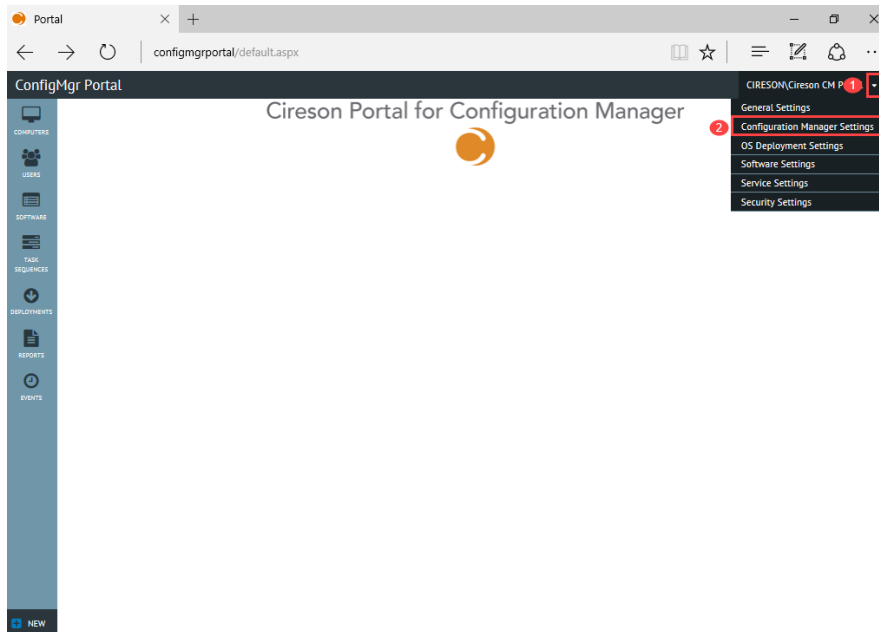 Portal
configmgrportal/default.aspx
ConfigMgr Portal
CIRESON\Cireson CM P
1
Cireson Portal for Configuration Manager
General Settings
2
Configuration Manager Settings
OS Deployment Settings
Software Settings
Service Settings
Security Settings
COMPUTERS
USERS
SOFTWARE
TASK
SEQUENCES
DEPLOYMENTS
REPORTS
EVENTS
NEW